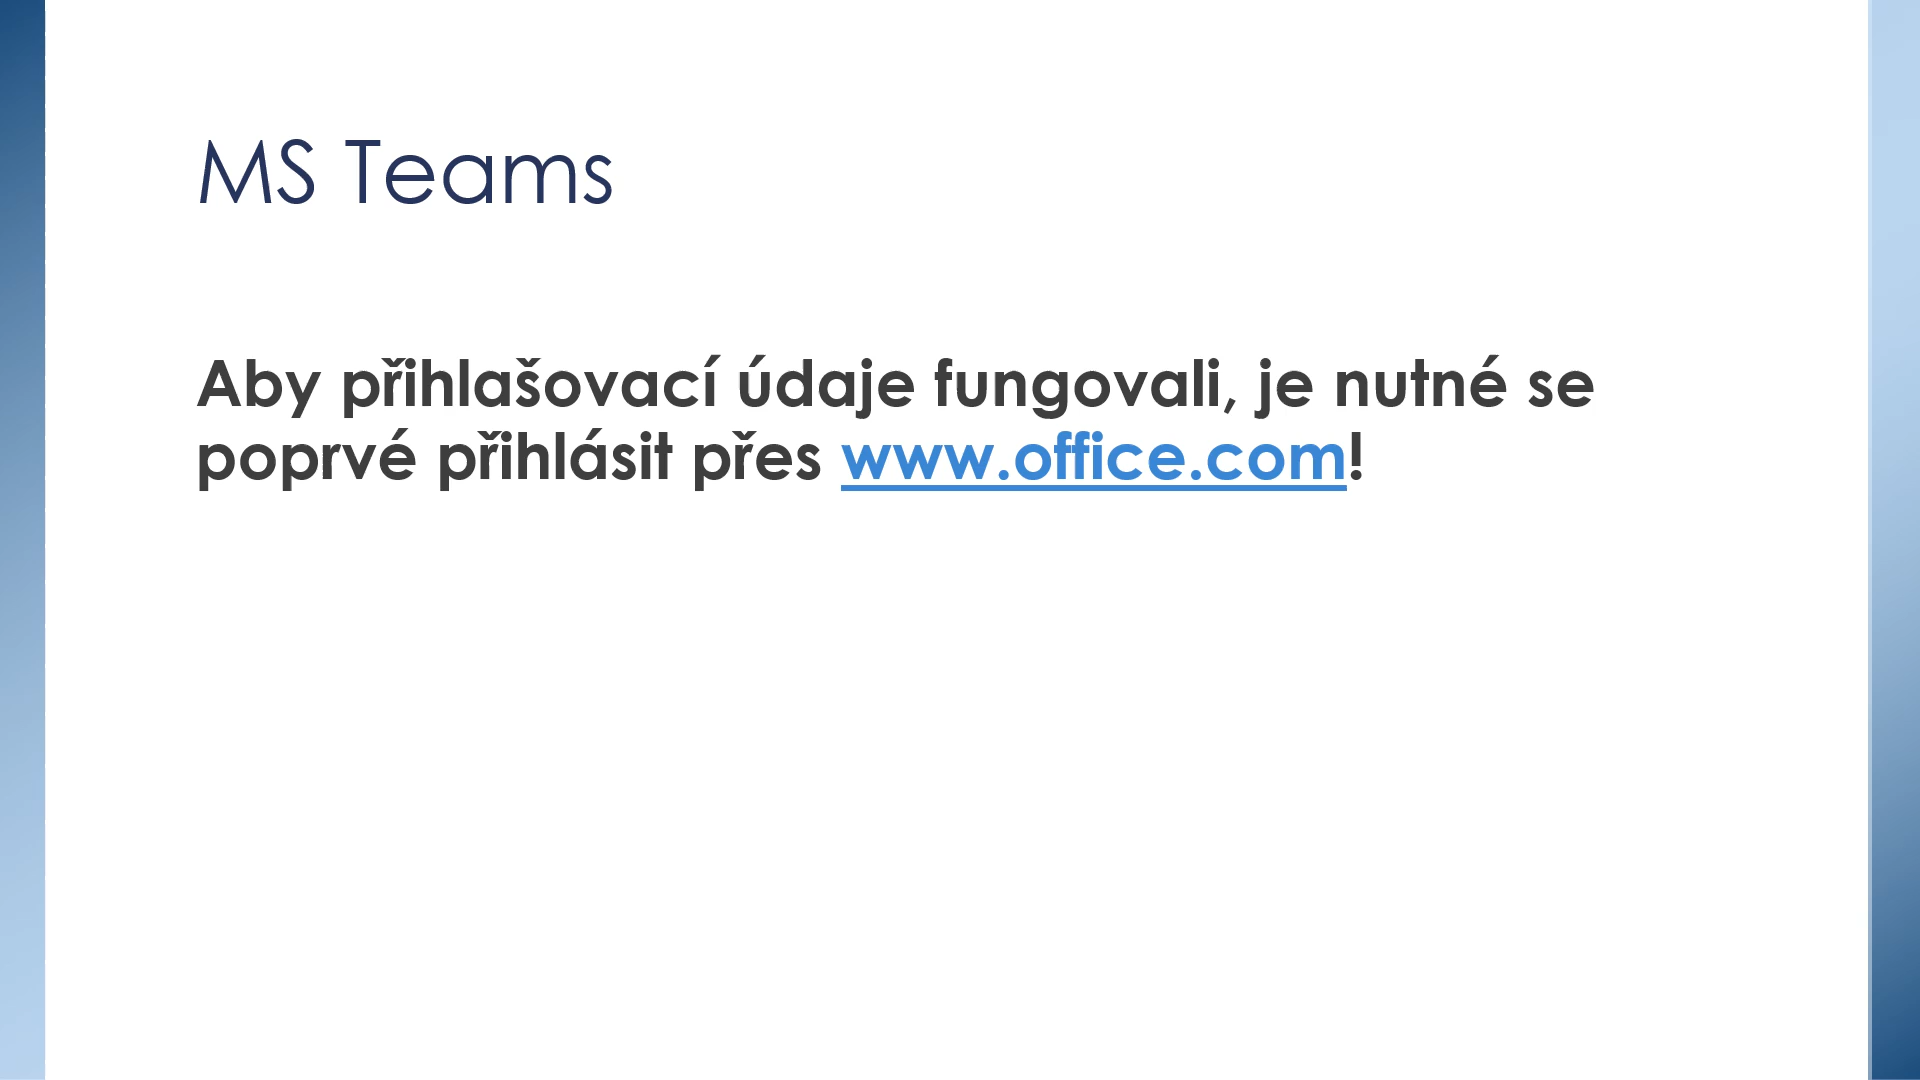 MS Teams
Aby přihlašovací údaje fungovali, je nutné se
poprvé přihlásit přes www.office.com!